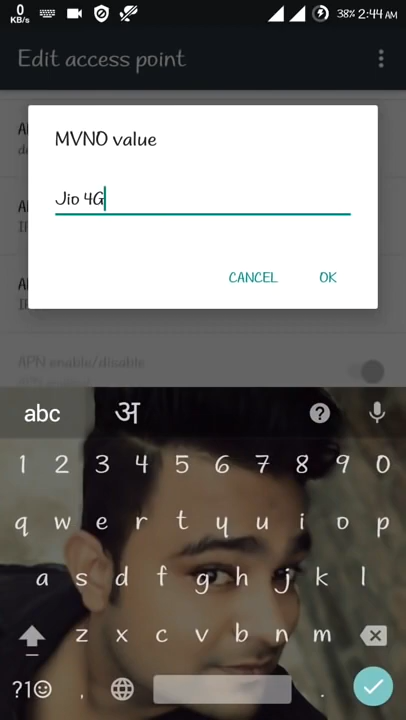 0
KB/s
38% 2:44 AM
Edit access point
MVNO value
Jio 4G
CANCEL OK
APN enable/disable
abc अ ?
1 2 3 4 5 6 7 8 9 0
q w e r t y u i o p
a s d f g h j k l
z x c v b n m
?1☺ , .